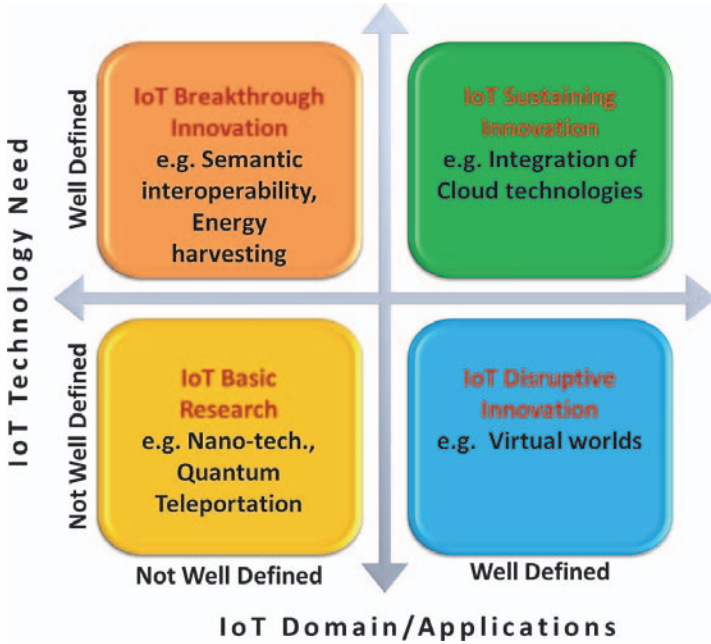 IoT Technology Need
Well Defined
IoT Breakthrough
Innovation
e.g. Semantic
interoperability,
Energy
harvesting
IoT Sustaining
Innovation
e.g. Integration of
Cloud technologies
Not Well Defined
IoT Basic
Research
e.g. Nano-tech.,
Quantum
Teleportation
IoT Disruptive
Innovation
e.g. Virtual worlds
Not Well Defined
Well Defined
IoT Domain/Applications